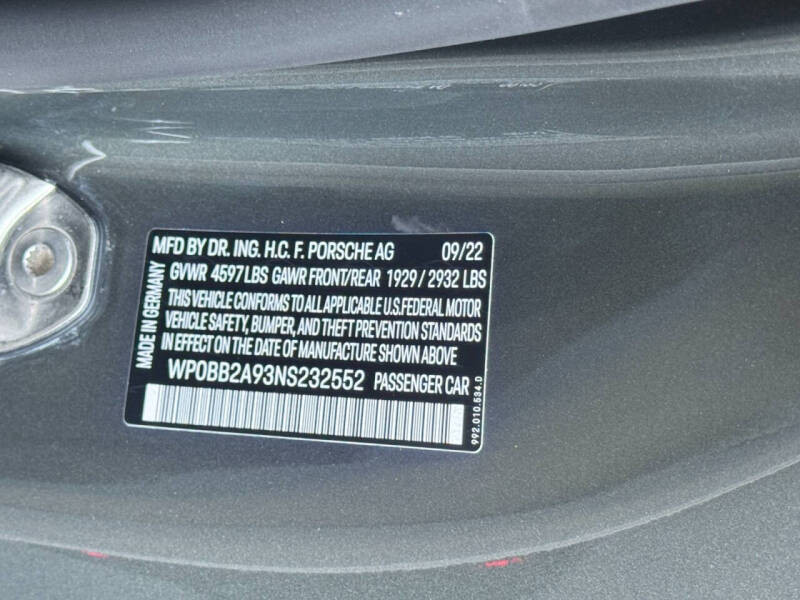 MFD BY DR. ING. H.C. F. PORSCHE AG 09/22
GVWR 4597 LBS GAWR FRONT/REAR 1929 / 2932 LBS
THIS VEHICLE CONFORMS TO ALL APPLICABLE U.S. FEDERAL MOTOR
VEHICLE SAFETY, BUMPER, AND THEFT PREVENTION STANDARDS
IN EFFECT ON THE DATE OF MANUFACTURE SHOWN ABOVE
WP0BB2A93NS232552 PASSENGER CAR
MADE IN GERMANY
992.010.534.0